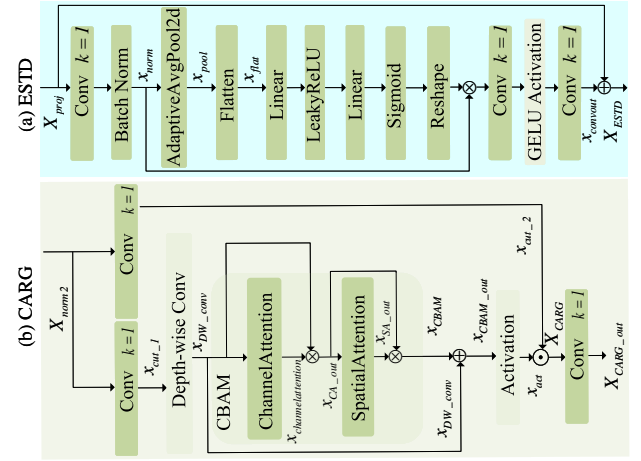 (a) ESTD
X_proj
Conv k = 1
Batch Norm
x_norm
AdaptiveAvgPool2d
x_pool
Flatten
x_flat
Linear
LeakyReLU
Linear
Sigmoid
Reshape
⊗
Conv k = 1
GELU Activation
Conv k = 1
x_convout
⊕
X_ESTD
(b) CARG
X_norm2
Conv k = 1
Conv k = 1
x_cut_1
x_cut_2
Depth-wise Conv
x_DW_conv
CBAM
ChannelAttention
x_channelattention
⊗
x_CA_out
SpatialAttention
x_SA_out
⊗
x_CBAM
x_DW_conv
⊕
x_CBAM_out
Activation
x_act
⊙
X_CARG
Conv k = 1
X_CARG_out